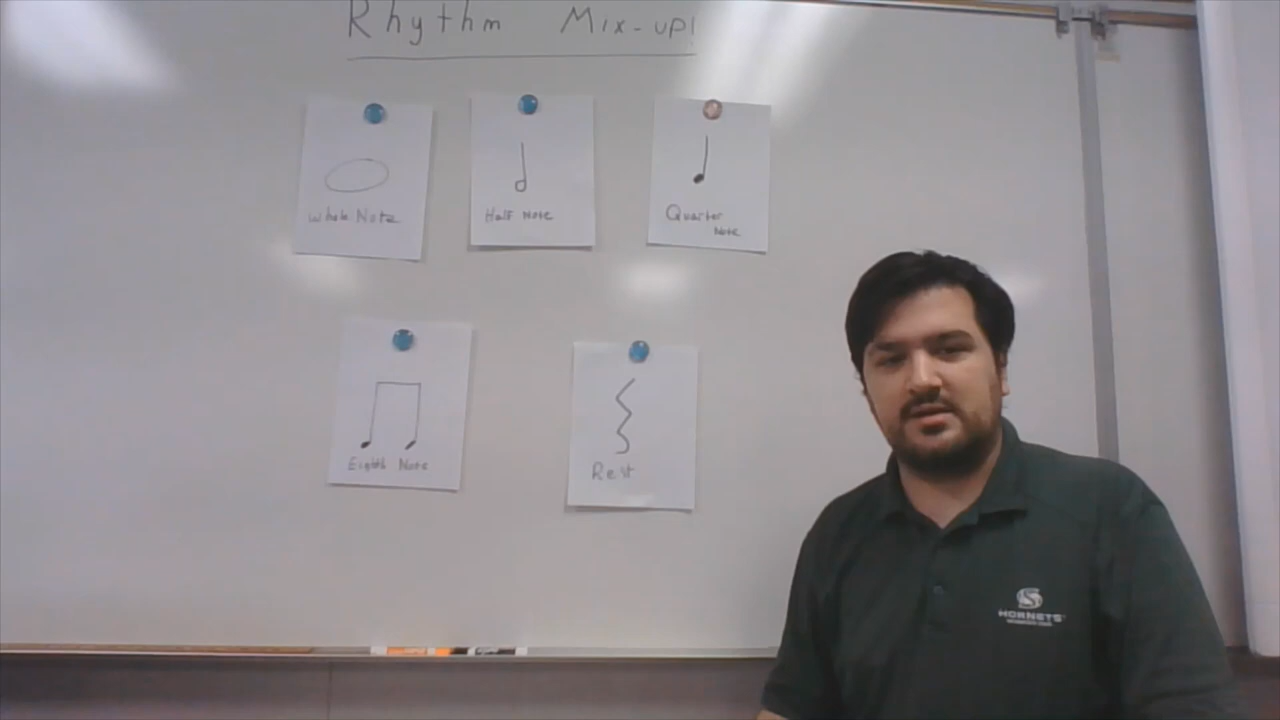 Rhythm Mix-up!
Whole Note
Half Note
Quarter
Note
Eighth Note
Rest
HORNETS